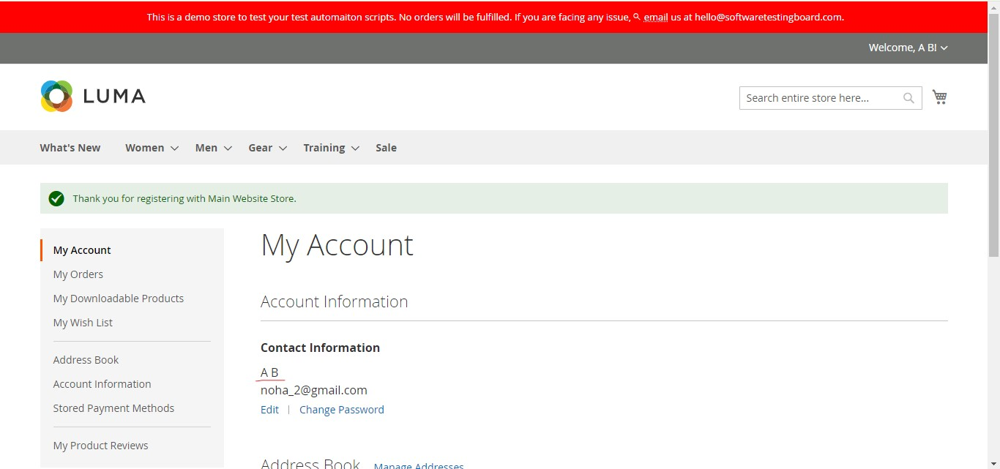 This is a demo store to test your test automaiton scripts. No orders will be fulfilled. If you are facing any issue, email us at hello@softwaretestingboard.com.
Welcome, A B!
LUMA
Search entire store here...
What's New Women Men Gear Training Sale
Thank you for registering with Main Website Store.
My Account
My Orders
My Downloadable Products
My Wish List
Address Book
Account Information
Stored Payment Methods
My Product Reviews
My Account
Account Information
Contact Information
A B
noha_2@gmail.com
Edit | Change Password
Address Book Manage Addresses